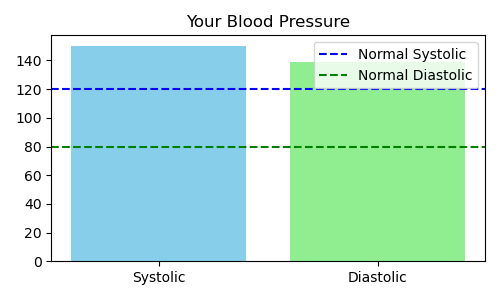 Your Blood Pressure
Normal Systolic
Normal Diastolic
140
120
100
80
60
40
20
0
Systolic Diastolic